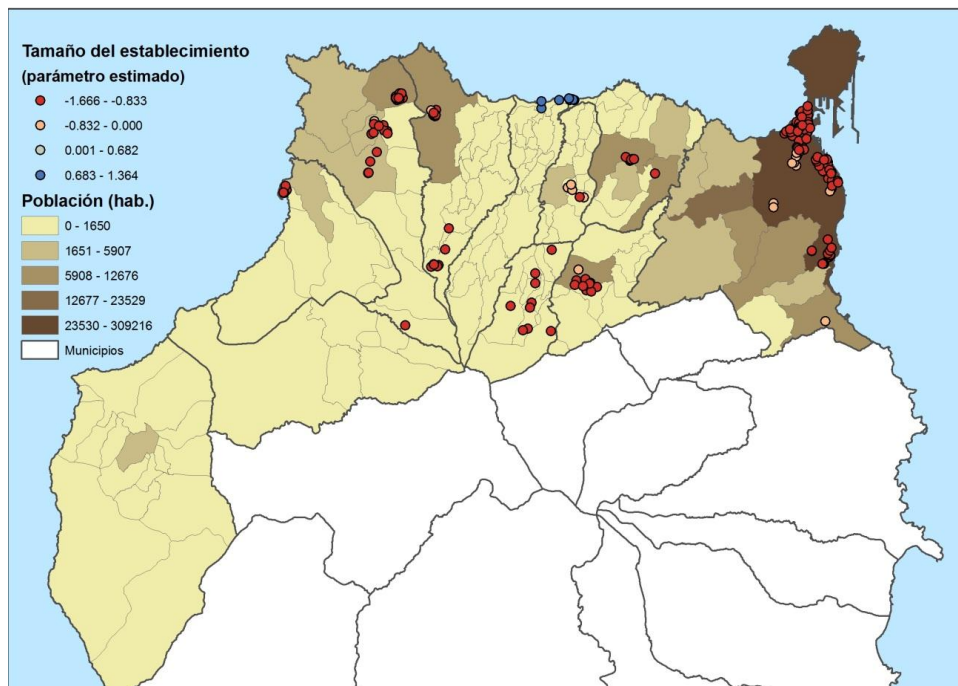 Tamaño del establecimiento
(parámetro estimado)
-1.666 - -0.833
-0.832 - 0.000
0.001 - 0.682
0.683 - 1.364
Población (hab.)
0 - 1650
1651 - 5907
5908 - 12676
12677 - 23529
23530 - 309216
Municipios